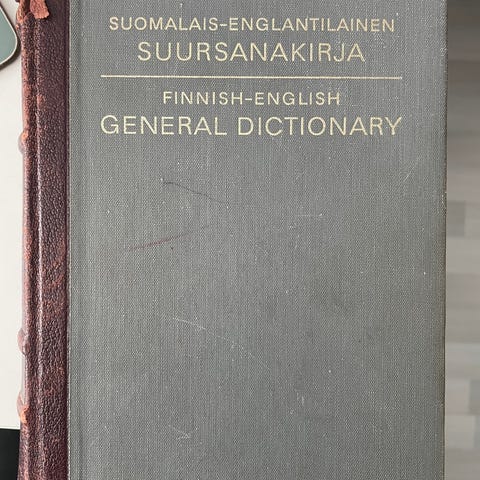 SUOMALAIS-ENGLANTILAINEN
SUURSANAKIRJA
FINNISH-ENGLISH
GENERAL DICTIONARY